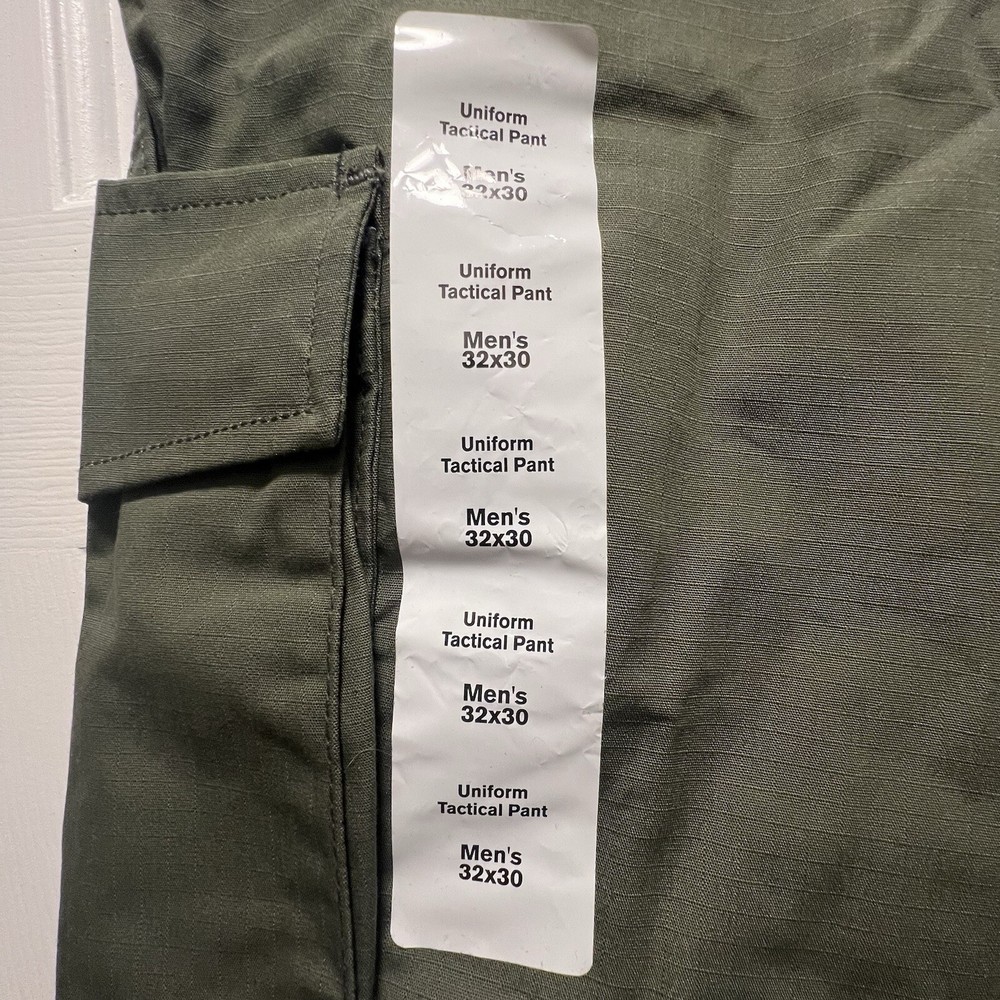 Uniform
Tactical Pant
Men's
32x30
Uniform
Tactical Pant
Men's
32x30
Uniform
Tactical Pant
Men's
32x30
Uniform
Tactical Pant
Men's
32x30
Uniform
Tactical Pant
Men's
32x30